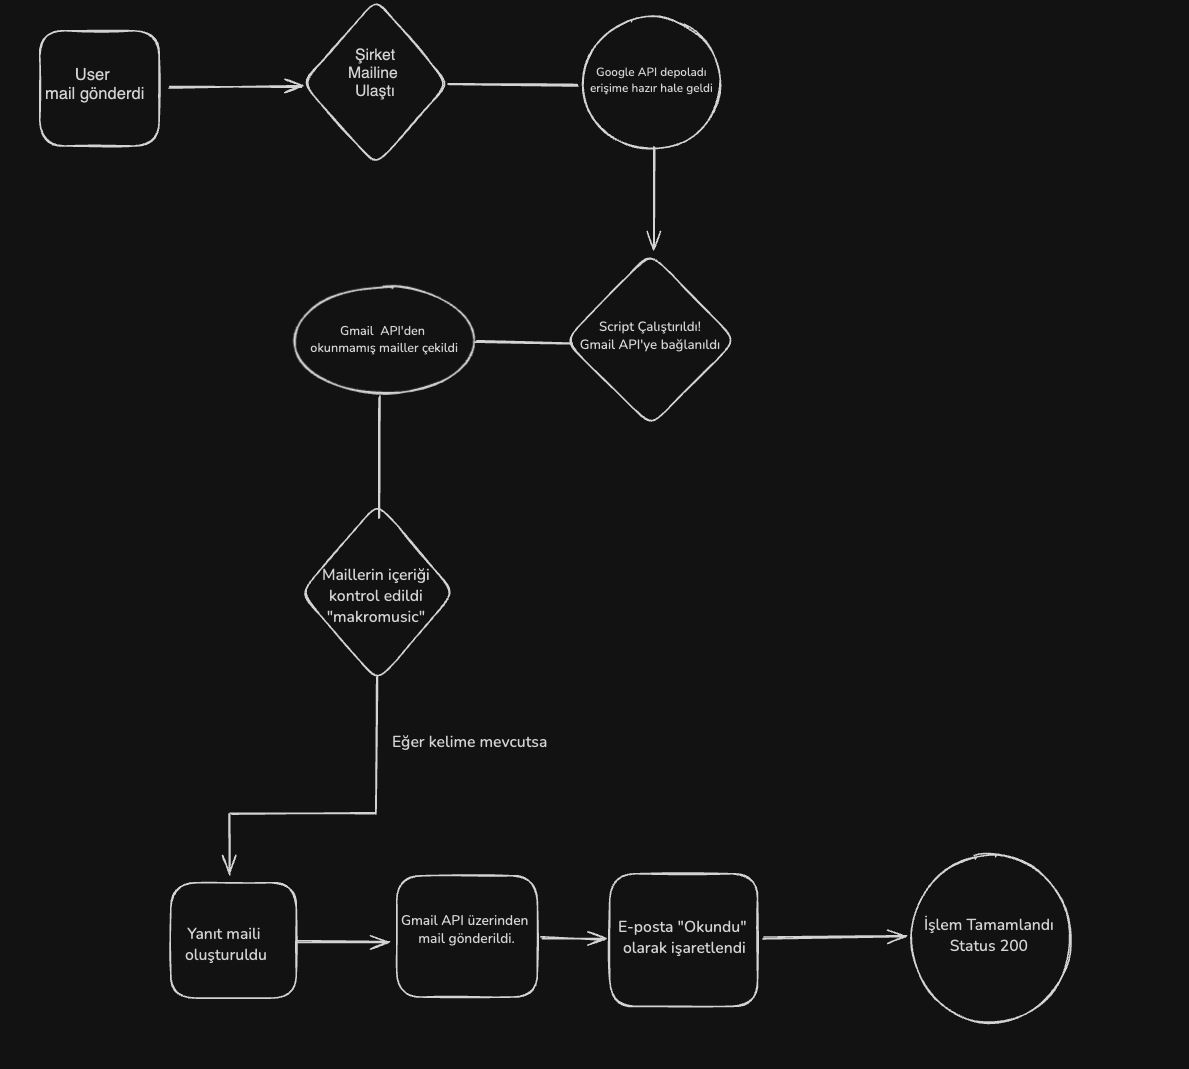 User
mail gönderdi
Şirket
Mailine
Ulaştı
Google API depoladı
erişime hazır hale geldi
Script Çalıştırıldı!
Gmail API'ye bağlanıldı
Gmail API'den
okunmamış mailler çekildi
Maillerin içeriği
kontrol edildi
"makromusic"
Eğer kelime mevcutsa
Yanıt maili
oluşturuldu
Gmail API üzerinden
mail gönderildi.
E-posta "Okundu"
olarak işaretlendi
İşlem Tamamlandı
Status 200